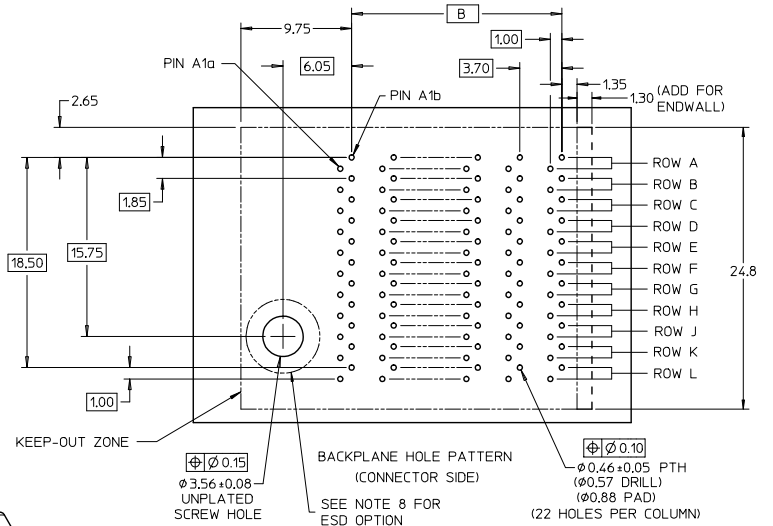 B
9.75
1.00
6.05
3.70
PIN A1a
1.35
PIN A1b
1.30
(ADD FOR
ENDWALL)
2.65
ROW A
ROW B
1.85
ROW C
ROW D
15.75
18.50
ROW E
ROW F
24.8
ROW G
ROW H
ROW J
ROW K
ROW L
1.00
KEEP-OUT ZONE
BACKPLANE HOLE PATTERN
(CONNECTOR SIDE)
⌖ Ø 0.15
Ø3.56±0.08
UNPLATED
SCREW HOLE
SEE NOTE 8 FOR
ESD OPTION
⌖ Ø 0.10
Ø0.46±0.05 PTH
(Ø0.57 DRILL)
(Ø0.88 PAD)
(22 HOLES PER COLUMN)